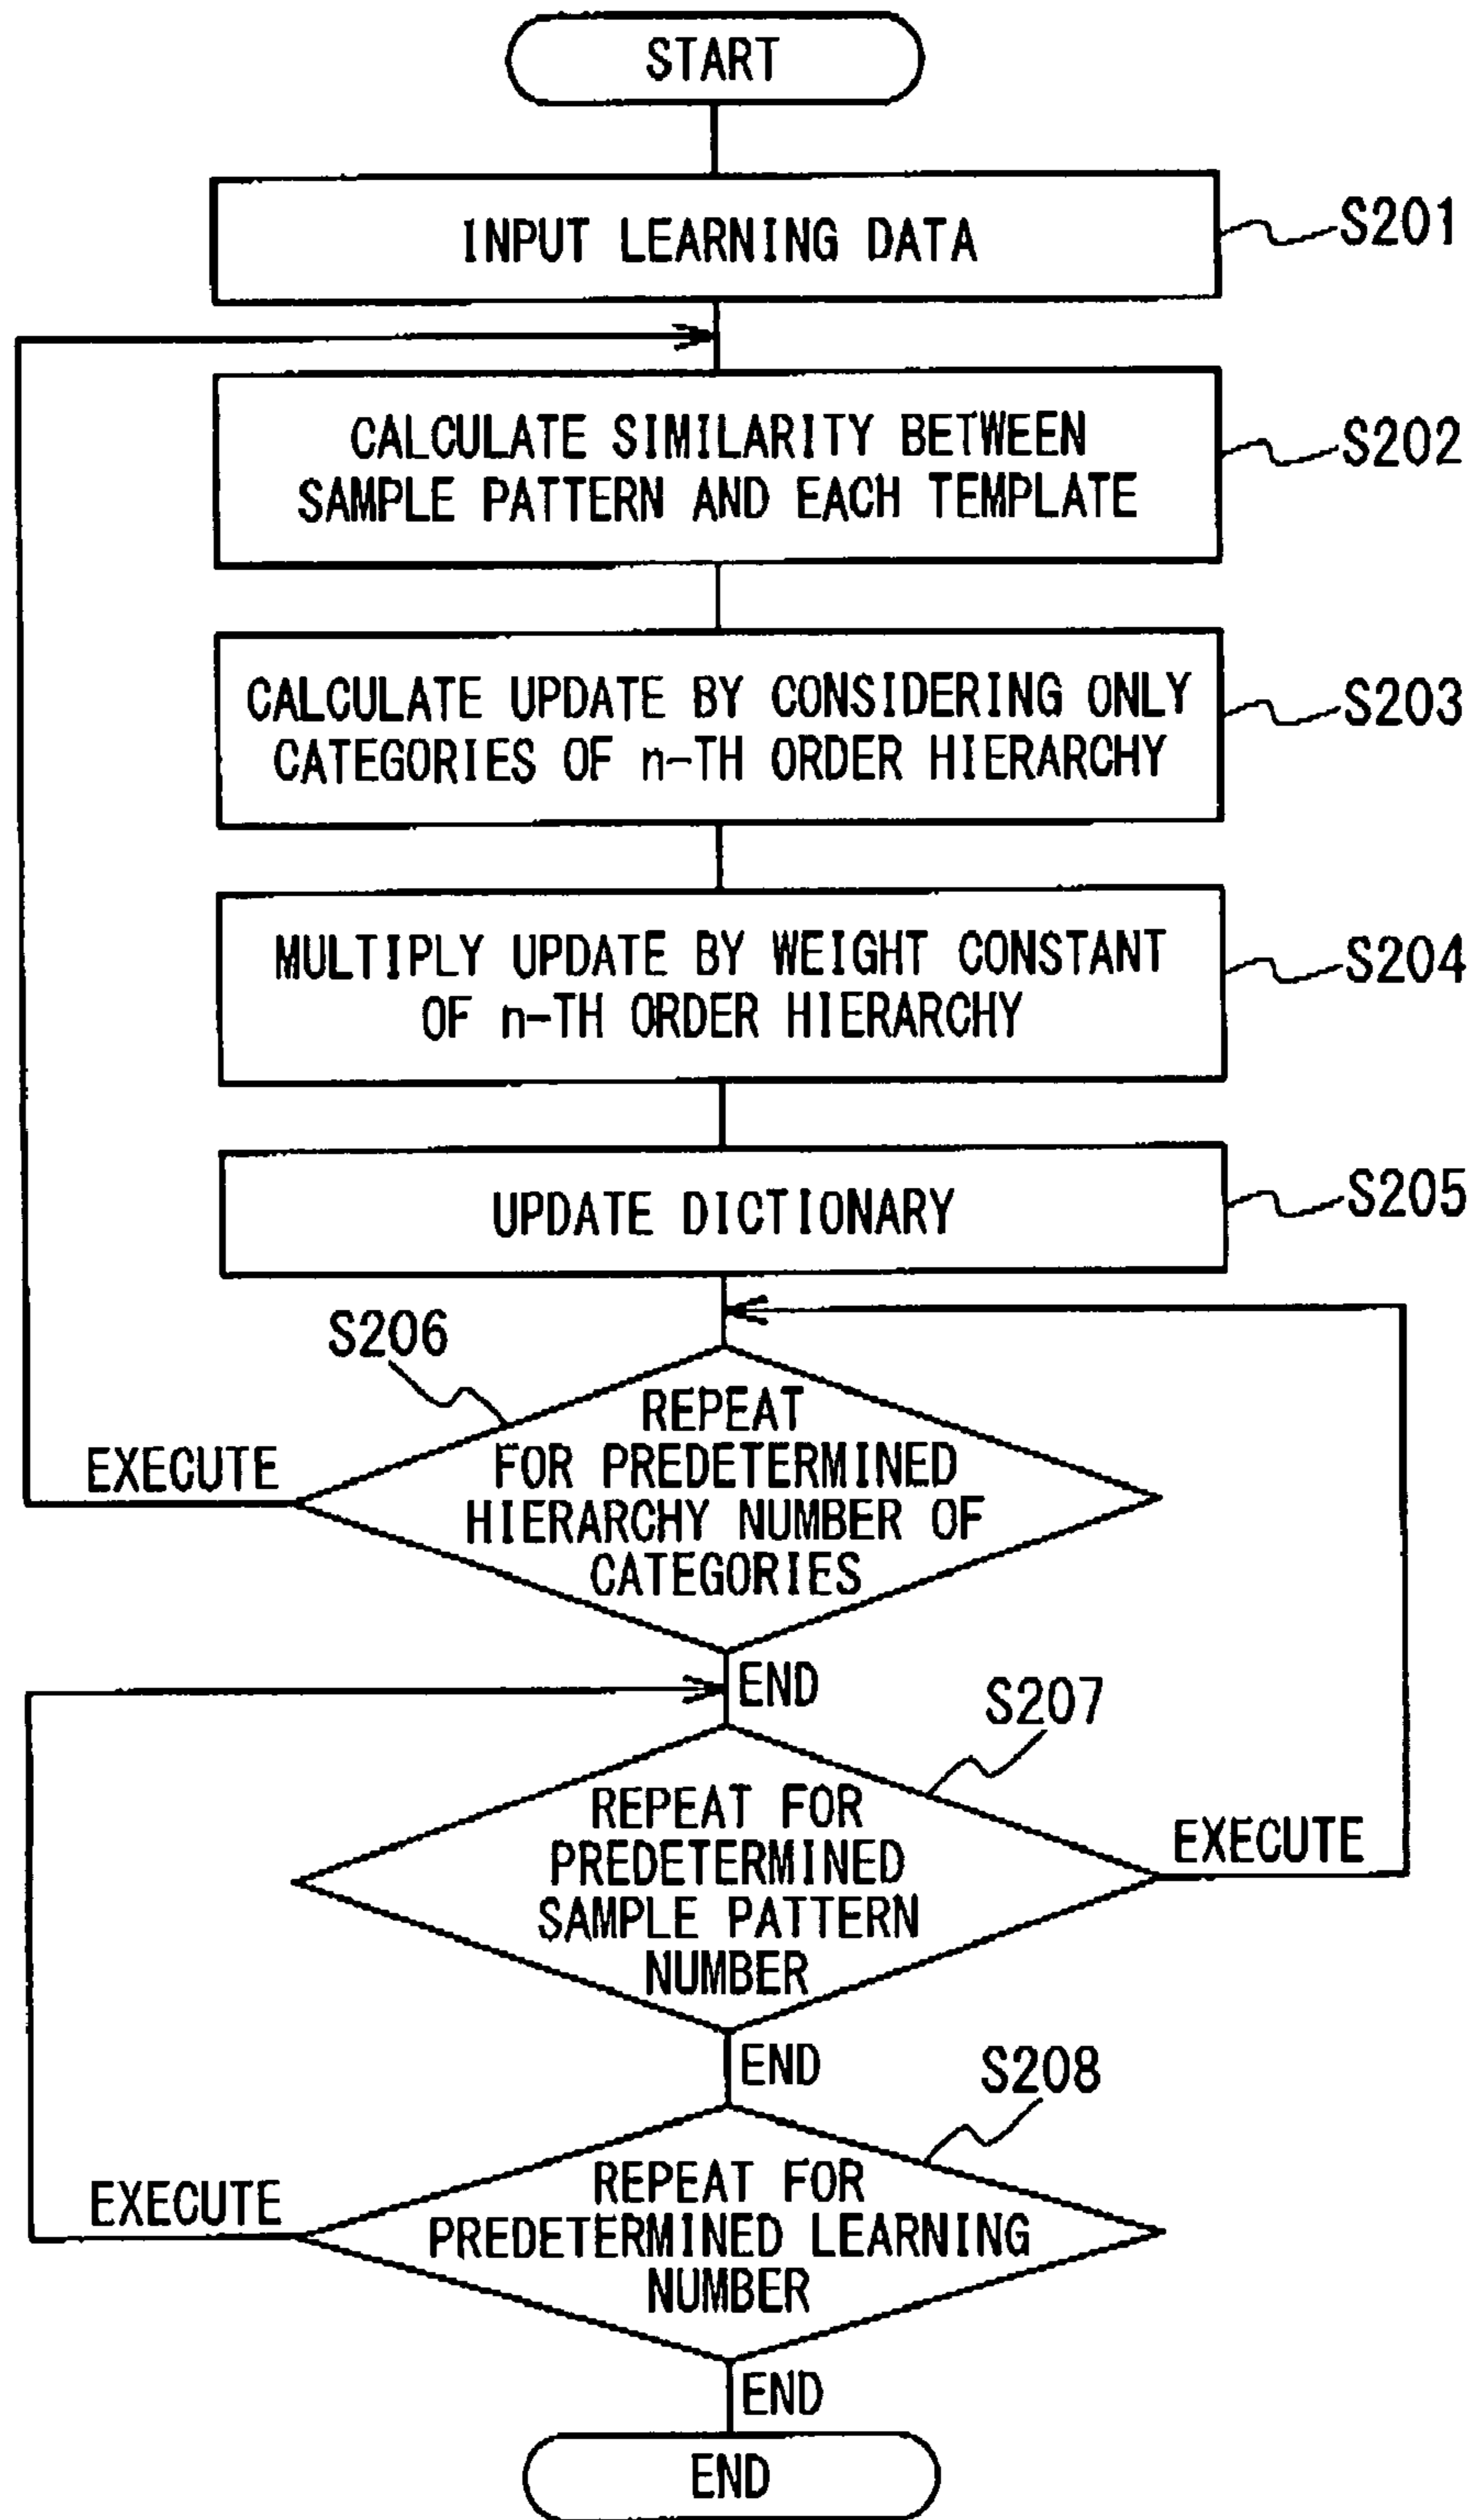 START
INPUT LEARNING DATA
S201
CALCULATE SIMILARITY BETWEEN
SAMPLE PATTERN AND EACH TEMPLATE
S202
CALCULATE UPDATE BY CONSIDERING ONLY
CATEGORIES OF n-TH ORDER HIERARCHY
S203
MULTIPLY UPDATE BY WEIGHT CONSTANT
OF n-TH ORDER HIERARCHY
S204
UPDATE DICTIONARY
S205
S206
REPEAT
FOR PREDETERMINED
HIERARCHY NUMBER OF
CATEGORIES
EXECUTE
END
S207
REPEAT FOR
PREDETERMINED
SAMPLE PATTERN
NUMBER
EXECUTE
END
S208
REPEAT FOR
PREDETERMINED LEARNING
NUMBER
EXECUTE
END
END